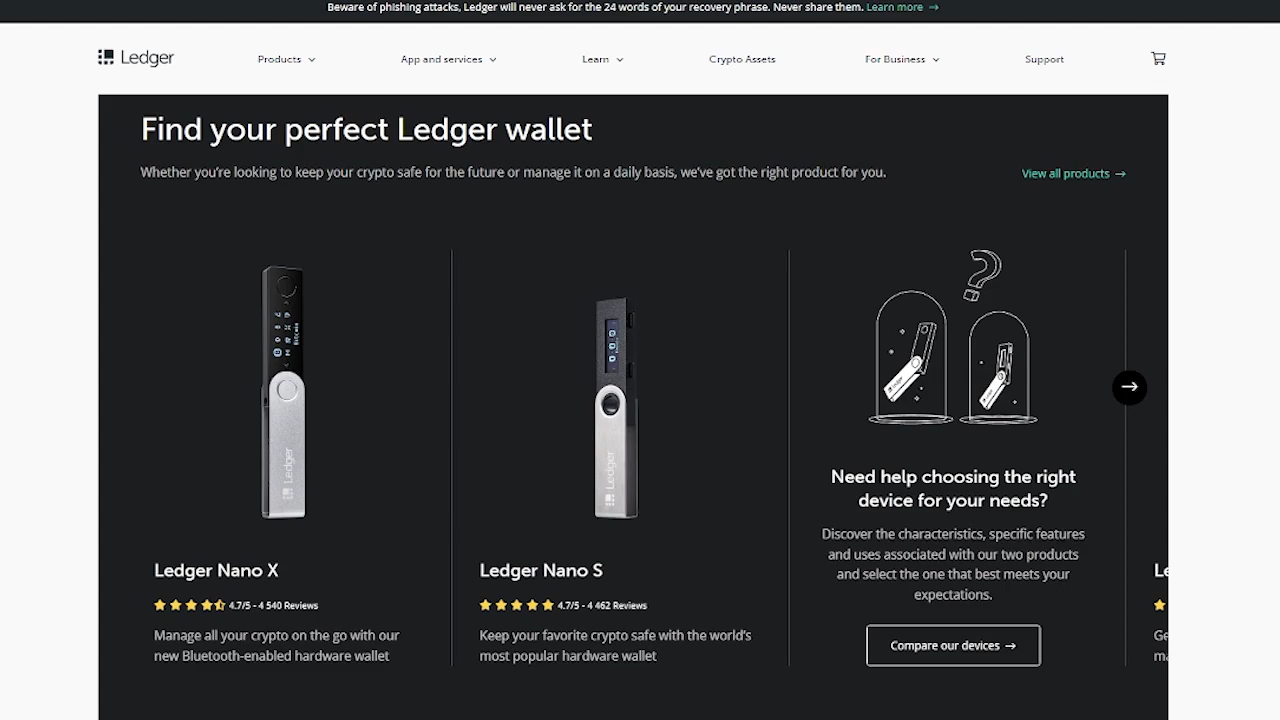 Beware of phishing attacks, Ledger will never ask for the 24 words of your recovery phrase. Never share them. Learn more →
Ledger
Products
App and services
Learn
Crypto Assets
For Business
Support
Find your perfect Ledger wallet
Whether you're looking to keep your crypto safe for the future or manage it on a daily basis, we've got the right product for you.
View all products →
Bitcoin
Ledger
Ledger
Ledger Nano X
4.7/5 - 4 540 Reviews
Manage all your crypto on the go with our
new Bluetooth-enabled hardware wallet
Ledger Nano S
4.7/5 - 4 462 Reviews
Keep your favorite crypto safe with the world's
most popular hardware wallet
Need help choosing the right
device for your needs?
Discover the characteristics, specific features
and uses associated with our two products
and select the one that best meets your
expectations.
Compare our devices →
Le
Ge